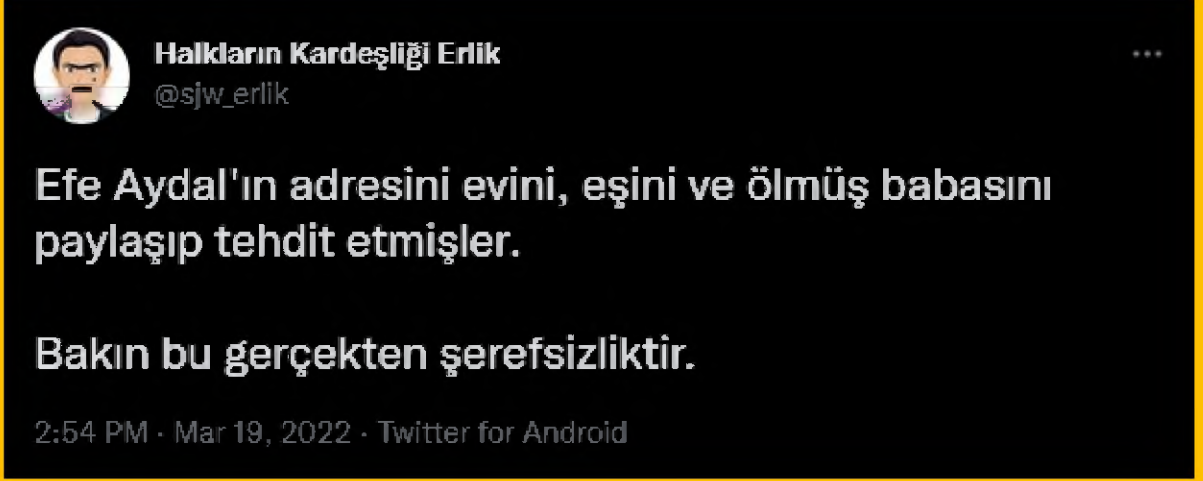 Halkların Kardeşliği Erlik
@sjw_erlik
Efe Aydal'ın adresini evini, eşini ve ölmüş babasını
paylaşıp tehdit etmişler.
Bakın bu gerçekten şerefsizliktir.
2:54 PM · Mar 19, 2022 · Twitter for Android